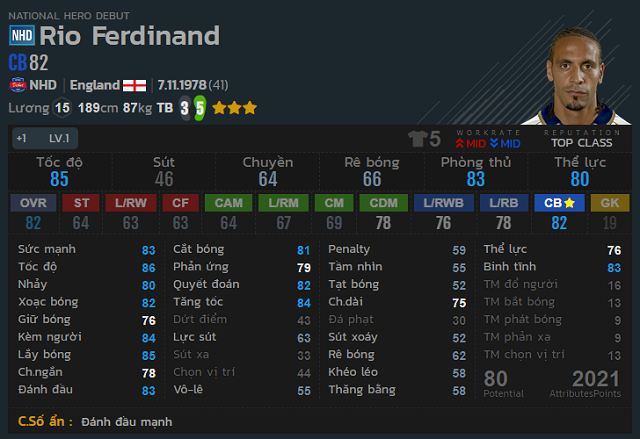 NATIONAL HERO DEBUT
NHD Rio Ferdinand
CB 82
NHD England 7.11.1978 (41)
Lương 15 189cm 87kg TB 3 5
+1 LV.1
5 WORKRATE MID MID REPUTATION TOP CLASS
Tốc độ Sút Chuyền Rê bóng Phòng thủ Thể lực
85 46 64 66 83 80
OVR ST L/RW CF CAM L/RM CM CDM L/RWB L/RB CB GK
82 64 63 63 64 67 69 78 76 78 82 19
Sức mạnh 83 Cắt bóng 81 Penalty 59 Thể lực 76
Tốc độ 86 Phản ứng 79 Tầm nhìn 55 Bình tĩnh 83
Nhảy 80 Quyết đoán 82 Tạt bóng 52 TM đổ người 16
Xoạc bóng 82 Tăng tốc 84 Ch.dài 75 TM bắt bóng 13
Giữ bóng 76 Dứt điểm 43 Đá phạt 30 TM phát bóng 9
Kèm người 84 Lực sút 63 Sút xoáy 52 TM phản xạ 9
Lấy bóng 85 Sút xa 33 Rê bóng 62 TM chọn vị trí 13
Ch.ngắn 78 Chọn vị trí 44 Khéo léo 58
Đánh đầu 83 Vô-lê 55 Thăng bằng 58
80 2021
Potential AttributesPoints
C.Số ẩn : Đánh đầu mạnh